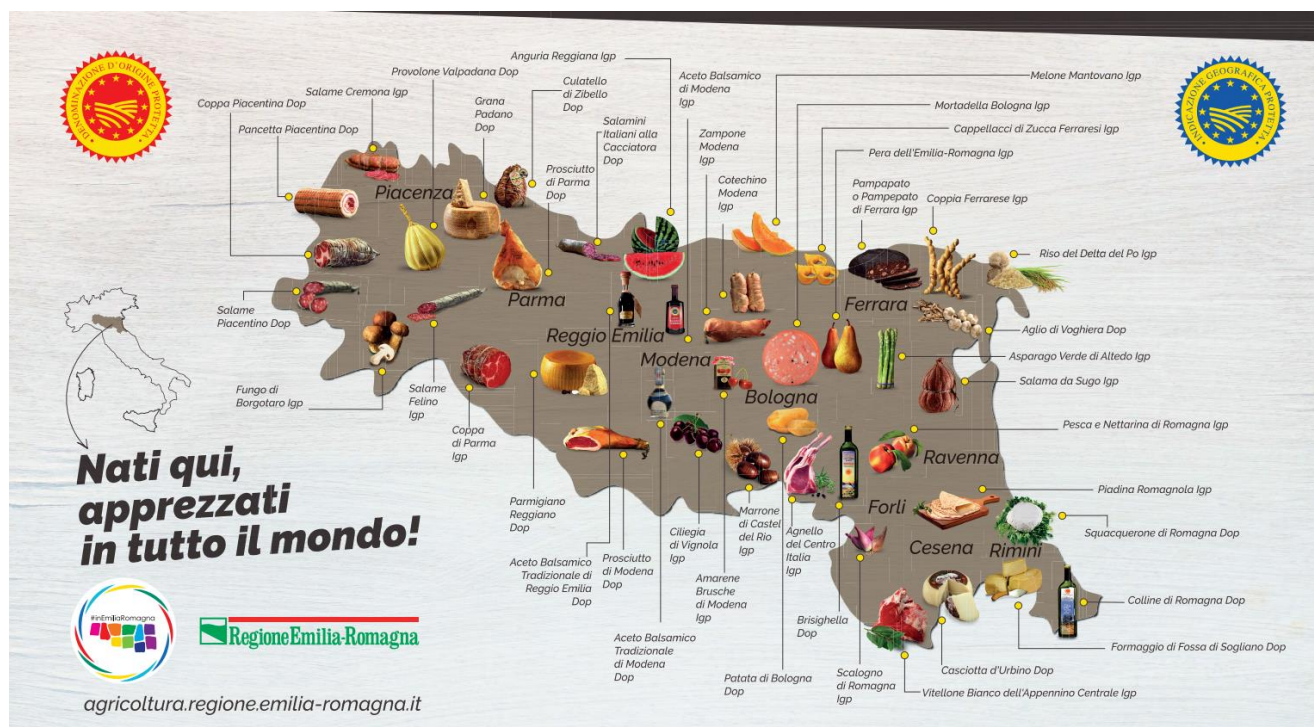 DENOMINAZIONE D'ORIGINE PROTETTA
INDICAZIONE GEOGRAFICA PROTETTA
Coppa Piacentina Dop
Pancetta Piacentina Dop
Salame Cremona Igp
Provolone Valpadana Dop
Grana
Padano
Dop
Culatello
di Zibello
Dop
Anguria Reggiana Igp
Salamini
Italiani alla
Cacciatora
Dop
Prosciutto
di Parma
Dop
Aceto Balsamico
di Modena
Igp
Zampone
Modena
Igp
Cotechino
Modena
Igp
Melone Mantovano Igp
Mortadella Bologna Igp
Cappellacci di Zucca Ferraresi Igp
Pera dell'Emilia-Romagna Igp
Pampapato
o Pampepato
di Ferrara Igp
Coppia Ferrarese Igp
Riso del Delta del Po Igp
Aglio di Voghiera Dop
Asparago Verde di Altedo Igp
Salama da Sugo Igp
Pesca e Nettarina di Romagna Igp
Piadina Romagnola Igp
Squacquerone di Romagna Dop
Colline di Romagna Dop
Formaggio di Fossa di Sogliano Dop
Casciotta d'Urbino Dop
Vitellone Bianco dell'Appennino Centrale Igp
Piacenza
Parma
Reggio Emilia
Modena
Bologna
Ferrara
Ravenna
Forlì
Cesena
Rimini
Salame
Piacentino Dop
Fungo di
Borgotaro Igp
Salame
Felino
Igp
Coppa
di Parma
Igp
Parmigiano
Reggiano
Dop
Aceto Balsamico
Tradizionale di
Reggio Emilia
Dop
Prosciutto
di Modena
Dop
Aceto Balsamico
Tradizionale
di Modena
Dop
Ciliegia
di Vignola
Igp
Amarene
Brusche
di Modena
Igp
Marrone
di Castel
del Rio
Igp
Patata di Bologna
Dop
Agnello
del Centro
Italia
Igp
Brisighella
Dop
Scalogno
di Romagna
Igp
Nati qui,
apprezzati
in tutto il mondo!
#inEmiliaRomagna
RegioneEmilia-Romagna
agricoltura.regione.emilia-romagna.it